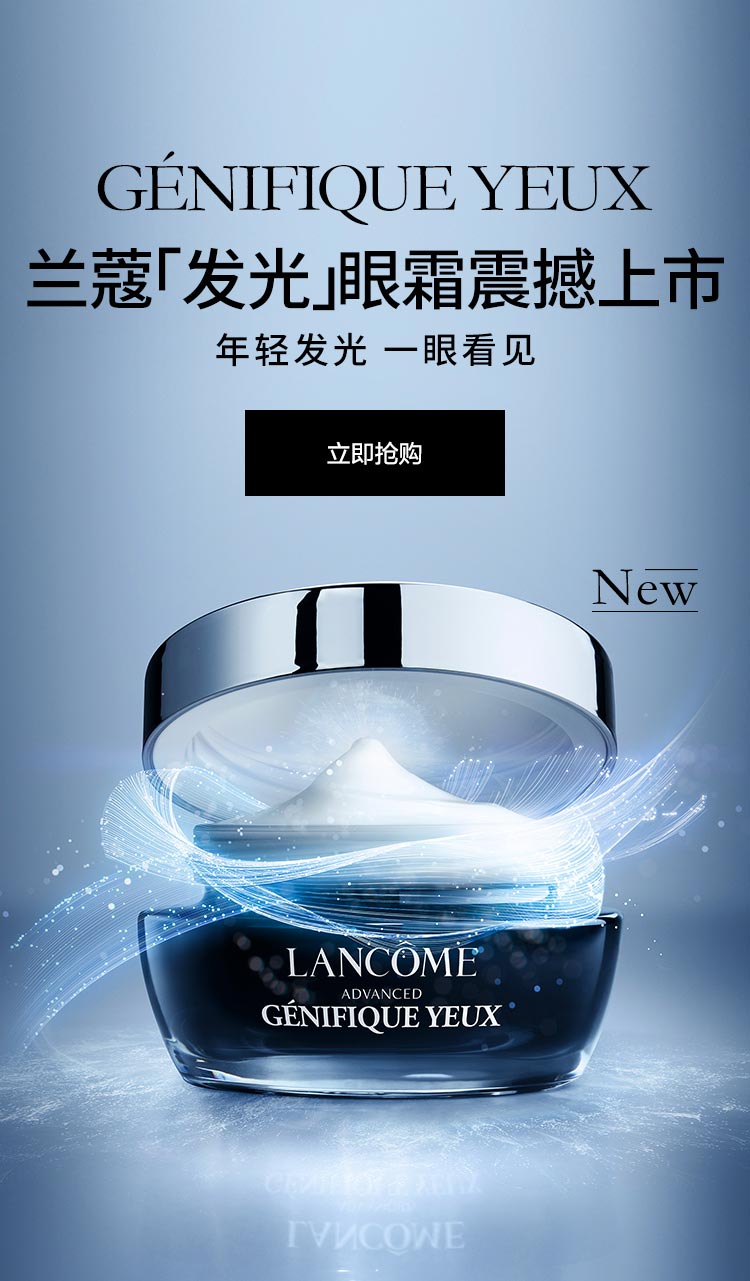 GÉNIFIQUE YEUX
兰蔻「发光」眼霜震撼上市
年轻发光 一眼看见
立即抢购
New
LANCÔME
ADVANCED
GÉNIFIQUE YEUX